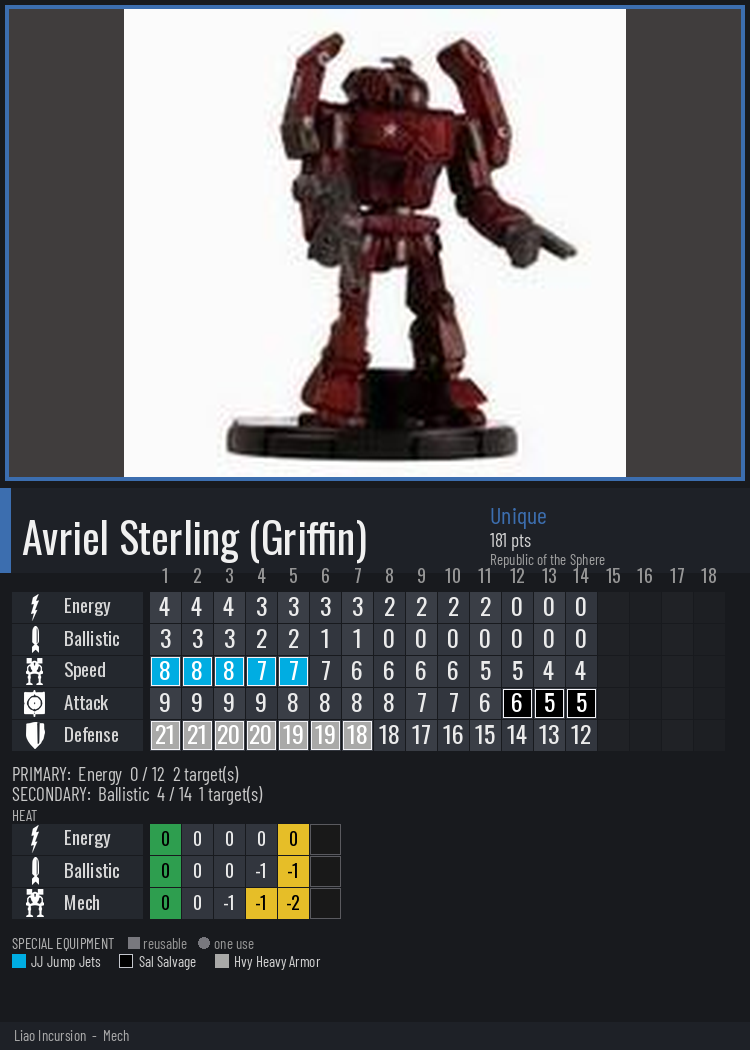 Avriel Sterling (Griffin)
Unique
181 pts
Republic of the Sphere
1 2 3 4 5 6 7 8 9 10 11 12 13 14 15 16 17 18
Energy 4 4 4 3 3 3 3 2 2 2 2 0 0 0
Ballistic 3 3 3 2 2 1 1 0 0 0 0 0 0 0
Speed 8 8 8 7 7 7 6 6 6 6 5 5 4 4
Attack 9 9 9 9 8 8 8 8 7 7 6 6 5 5
Defense 21 21 20 20 19 19 18 18 17 16 15 14 13 12
PRIMARY: Energy 0 / 12 2 target(s)
SECONDARY: Ballistic 4 / 14 1 target(s)
HEAT
Energy 0 0 0 0 0
Ballistic 0 0 0 -1 -1
Mech 0 0 -1 -1 -2
SPECIAL EQUIPMENT reusable one use
JJ Jump Jets Sal Salvage Hvy Heavy Armor
Liao Incursion - Mech